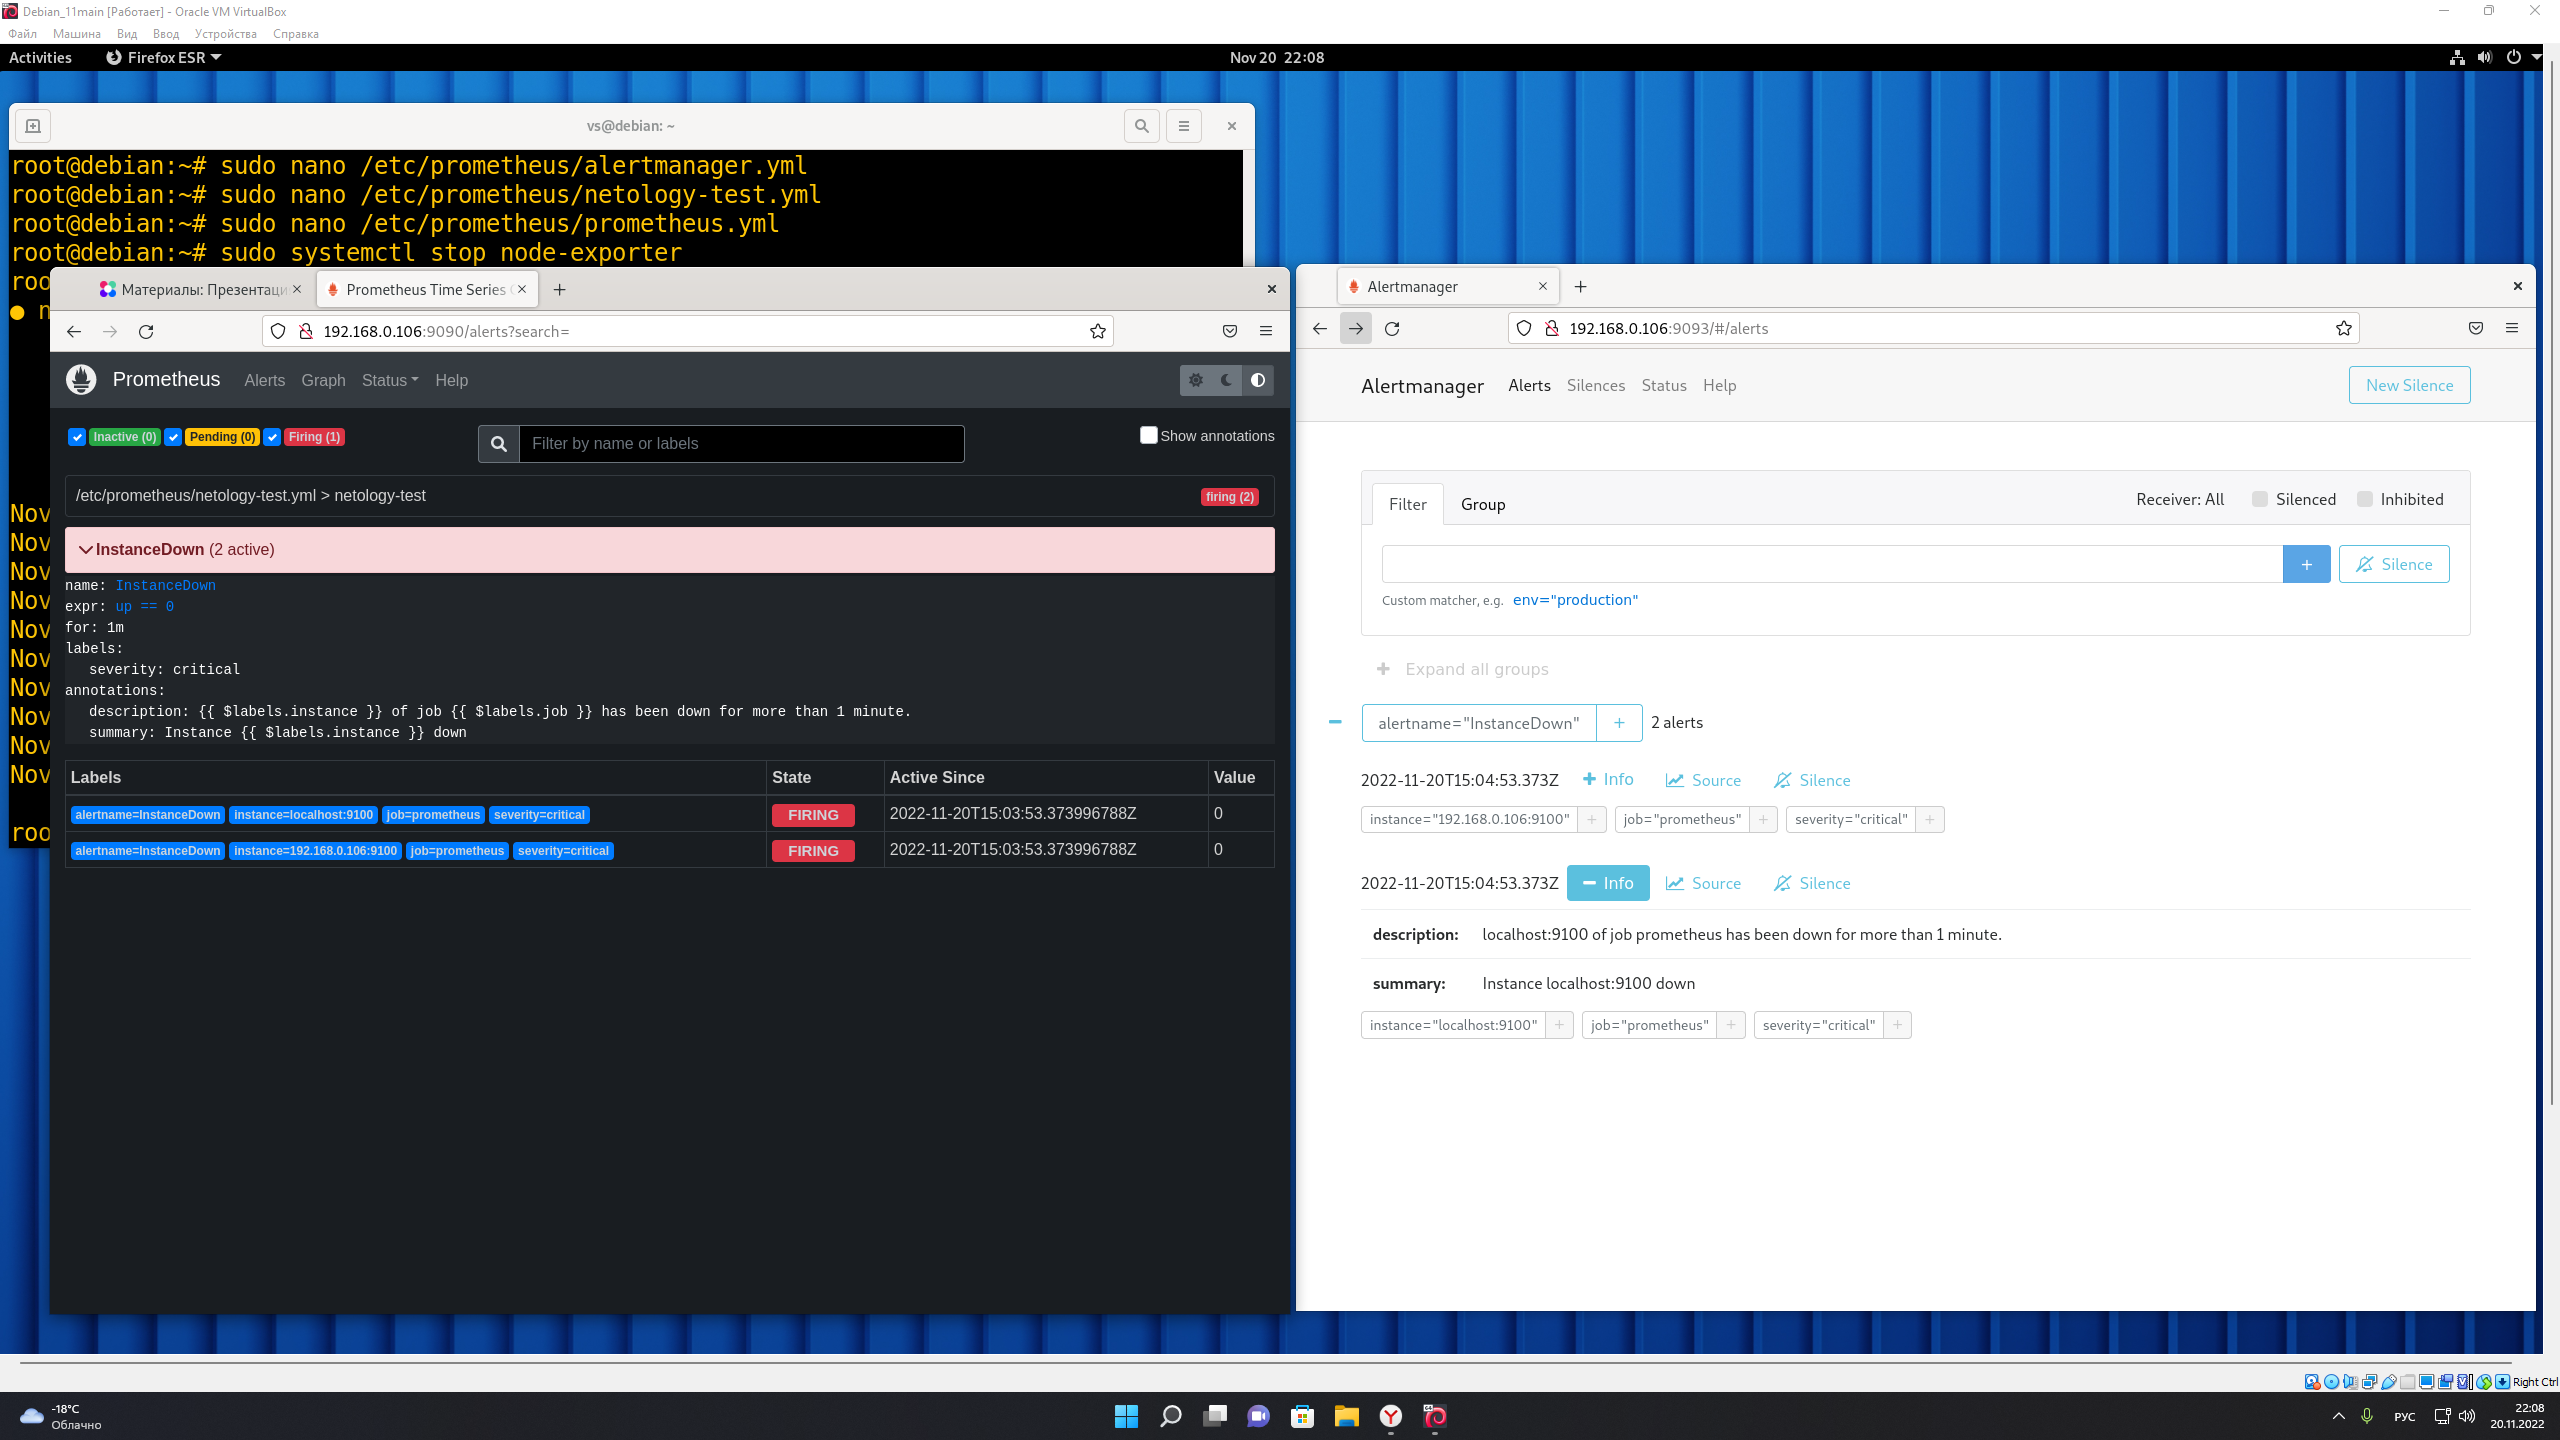 Debian_11main [Работает] - Oracle VM VirtualBox
Файл Машина Вид Ввод Устройства Справка
Activities Firefox ESR Nov 20 22:08
vs@debian: ~
root@debian:~# sudo nano /etc/prometheus/alertmanager.yml
root@debian:~# sudo nano /etc/prometheus/netology-test.yml
root@debian:~# sudo nano /etc/prometheus/prometheus.yml
root@debian:~# sudo systemctl stop node-exporter
Nov
Nov
Nov
Nov
Nov
Nov
Nov
Nov
Nov
Nov
Материалы: Презентаци
Prometheus Time Series
192.168.0.106:9090/alerts?search=
Prometheus Alerts Graph Status Help
Inactive (0) Pending (0) Firing (1)
Filter by name or labels
Show annotations
/etc/prometheus/netology-test.yml > netology-test firing (2)
InstanceDown (2 active)
name: InstanceDown
expr: up == 0
for: 1m
labels:
severity: critical
annotations:
description: {{ $labels.instance }} of job {{ $labels.job }} has been down for more than 1 minute.
summary: Instance {{ $labels.instance }} down
Labels State Active Since Value
alertname=InstanceDown instance=localhost:9100 job=prometheus severity=critical FIRING 2022-11-20T15:03:53.373996788Z 0
alertname=InstanceDown instance=192.168.0.106:9100 job=prometheus severity=critical FIRING 2022-11-20T15:03:53.373996788Z 0
Alertmanager
192.168.0.106:9093/#/alerts
Alertmanager Alerts Silences Status Help New Silence
Filter Group Receiver: All Silenced Inhibited
+ Silence
Custom matcher, e.g. env="production"
+ Expand all groups
alertname="InstanceDown" + 2 alerts
2022-11-20T15:04:53.373Z + Info Source Silence
instance="192.168.0.106:9100" + job="prometheus" + severity="critical" +
2022-11-20T15:04:53.373Z Info Source Silence
description: localhost:9100 of job prometheus has been down for more than 1 minute.
summary: Instance localhost:9100 down
instance="localhost:9100" + job="prometheus" + severity="critical" +
Right Ctrl
-18°C
Облачно
РУС
22:08
20.11.2022